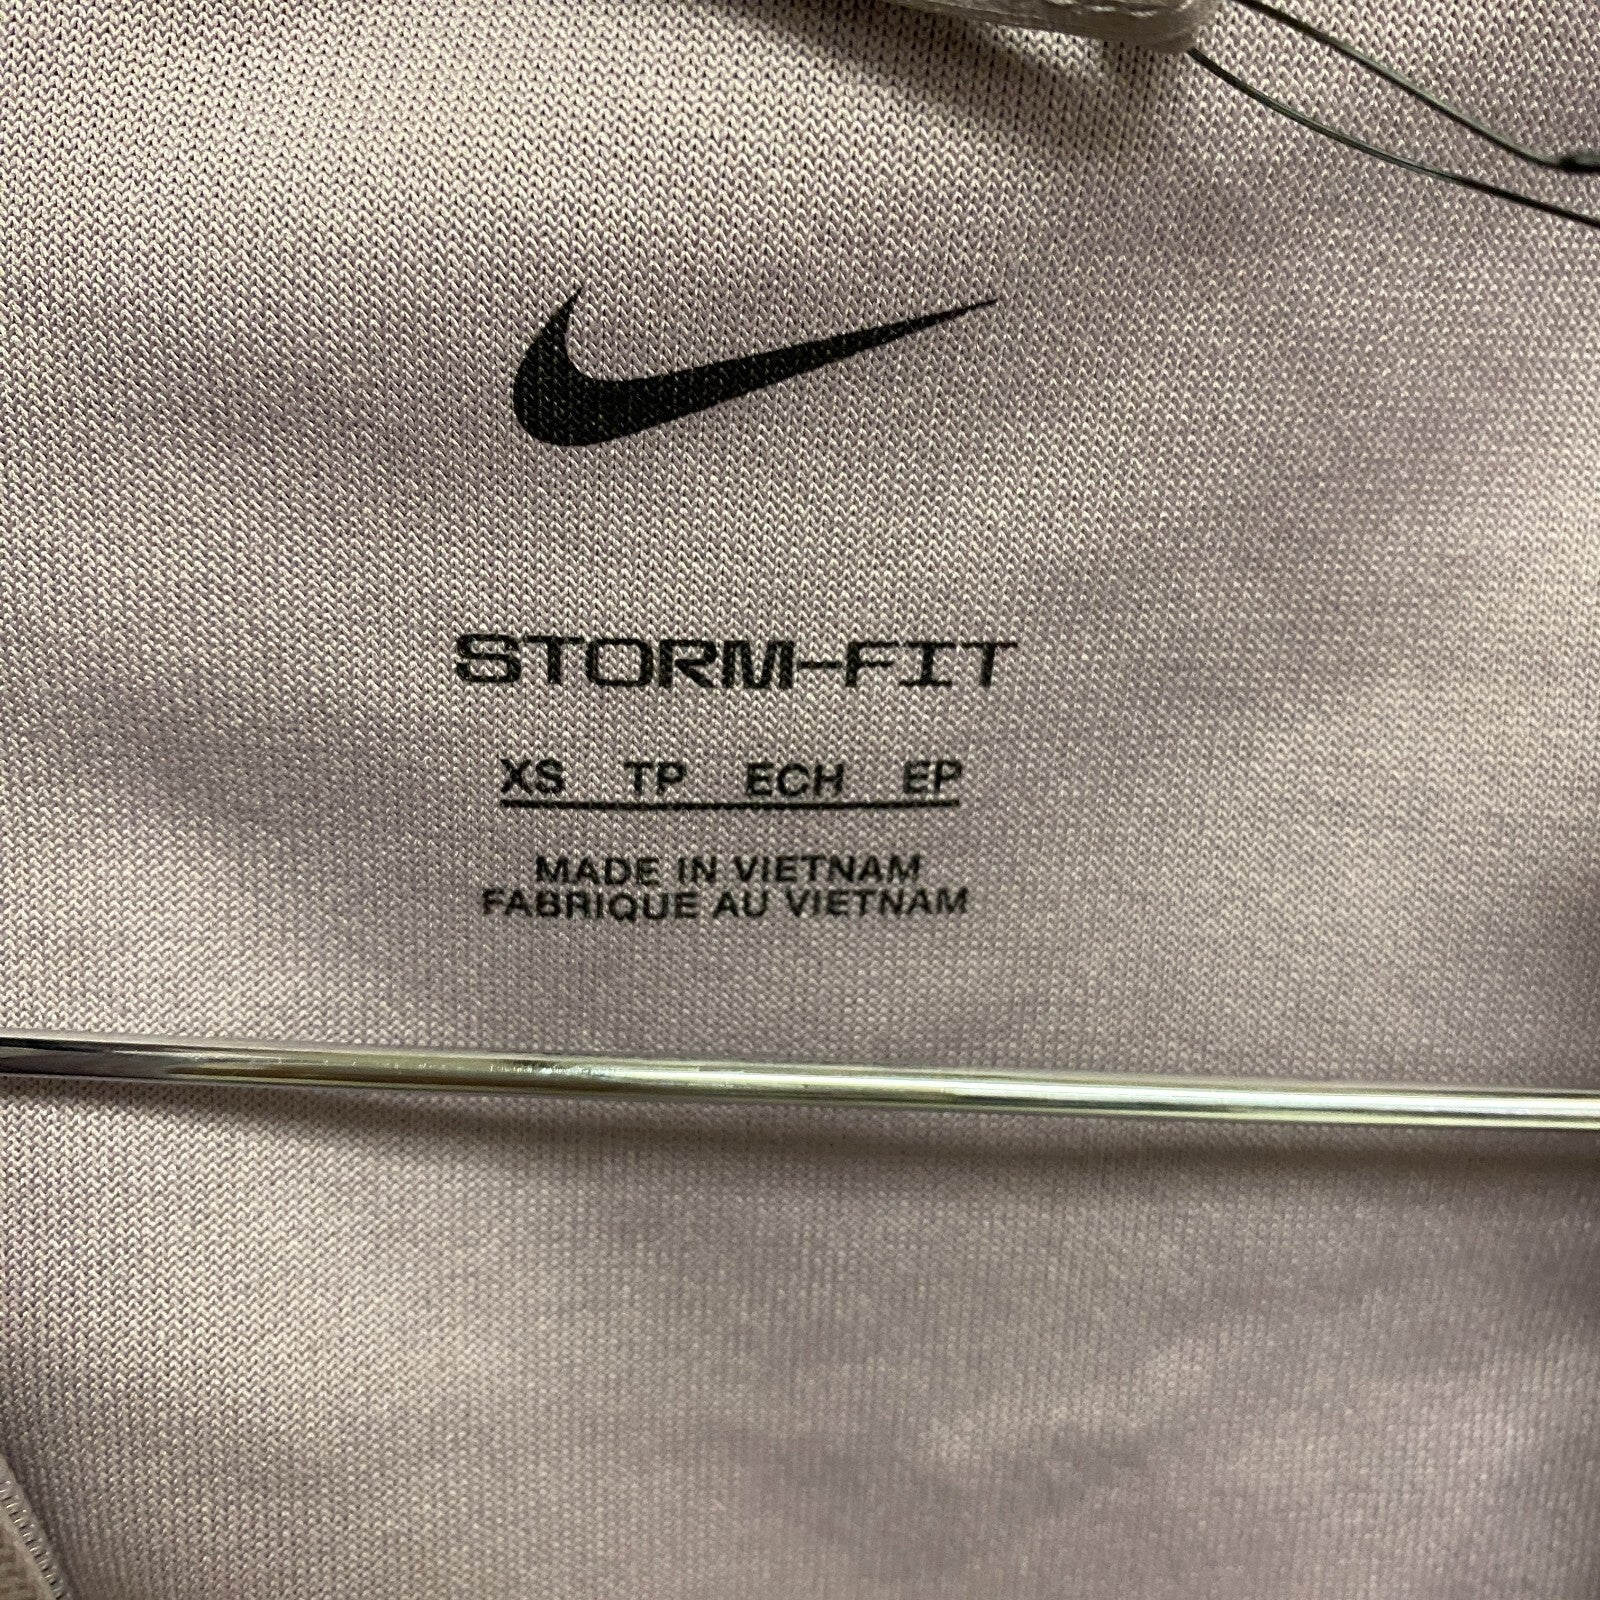 STORM-FIT
XS TP ECH EP
MADE IN VIETNAM
FABRIQUE AU VIETNAM